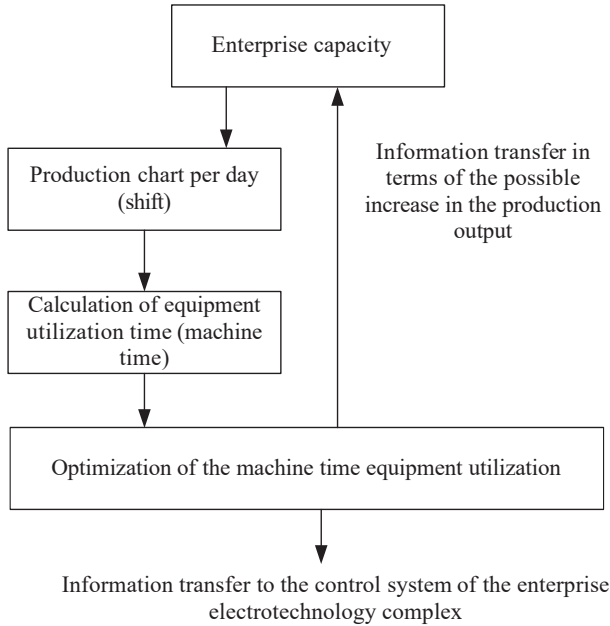 Enterprise capacity
Production chart per day
(shift)
Information transfer in
terms of the possible
increase in the production
output
Calculation of equipment
utilization time (machine
time)
Optimization of the machine time equipment utilization
Information transfer to the control system of the enterprise
electrotechnology complex